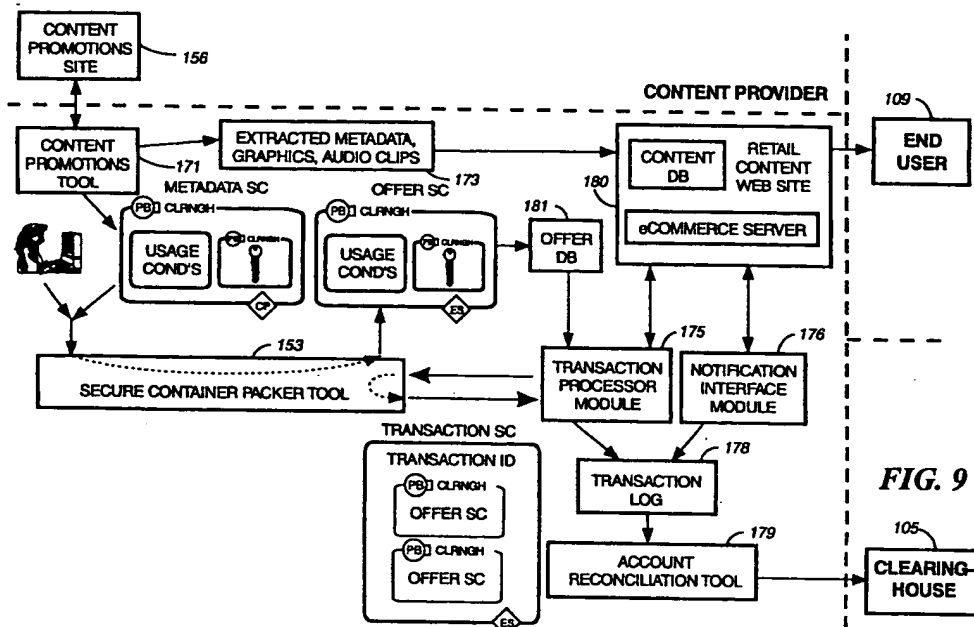 CONTENT
PROMOTIONS
SITE
156
CONTENT PROVIDER
CONTENT
PROMOTIONS
TOOL
171
EXTRACTED METADATA,
GRAPHICS, AUDIO CLIPS
173
180
CONTENT
DB
RETAIL
CONTENT
WEB SITE
eCOMMERCE SERVER
109
END
USER
METADATA SC
PB CLRNGH
USAGE
COND'S
PB CLRNGH
CP
OFFER SC
PB CLRNGH
USAGE
COND'S
PB CLRNGH
ES
181
OFFER
DB
153
SECURE CONTAINER PACKER TOOL
175
TRANSACTION
PROCESSOR
MODULE
176
NOTIFICATION
INTERFACE
MODULE
TRANSACTION SC
TRANSACTION ID
PB CLRNGH
OFFER SC
PB CLRNGH
OFFER SC
ES
178
TRANSACTION
LOG
179
ACCOUNT
RECONCILIATION TOOL
FIG. 9
105
CLEARING-
HOUSE